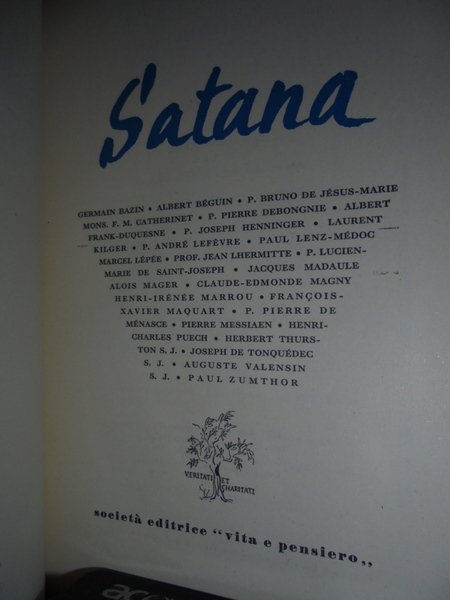 Satana
GERMAIN BAZIN • ALBERT BÉGUIN • P. BRUNO DE JÉSUS-MARIE
MONS. F. M. CATHERINET • P. PIERRE DEBONGNIE • ALBERT
FRANK-DUQUESNE • P. JOSEPH HENNINGER • LAURENT
KILGER • P. ANDRÉ LEFÈVRE • PAUL LENZ-MÉDOC
MARCEL LÉPÉE • PROF. JEAN LHERMITTE • P. LUCIEN-
MARIE DE SAINT-JOSEPH • JACQUES MADAULE
ALOIS MAGER • CLAUDE-EDMONDE MAGNY
HENRI-IRÉNÉE MARROU • FRANÇOIS-
XAVIER MAQUART • P. PIERRE DE
MÉNASCE • PIERRE MESSIAEN • HENRI-
CHARLES PUECH • HERBERT THURS-
TON S. J. • JOSEPH DE TONQUÉDEC
S. J. • AUGUSTE VALENSIN
S. J. • PAUL ZUMTHOR
VERITATI ET
CHARITATI
società editrice “vita e pensiero„